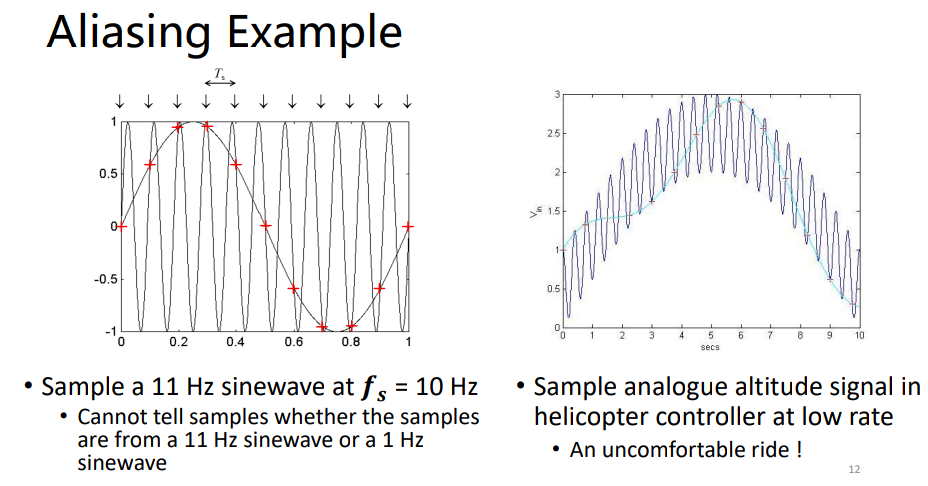 Aliasing Example
Tₛ
1
0.5
0
-0.5
-1
0 0.2 0.4 0.6 0.8 1
3
2.5
2
1.5
1
0.5
0
Vin
0 1 2 3 4 5 6 7 8 9 10
secs
• Sample a 11 Hz sinewave at fₛ = 10 Hz
• Cannot tell samples whether the samples
are from a 11 Hz sinewave or a 1 Hz
sinewave
• Sample analogue altitude signal in
helicopter controller at low rate
• An uncomfortable ride !
12